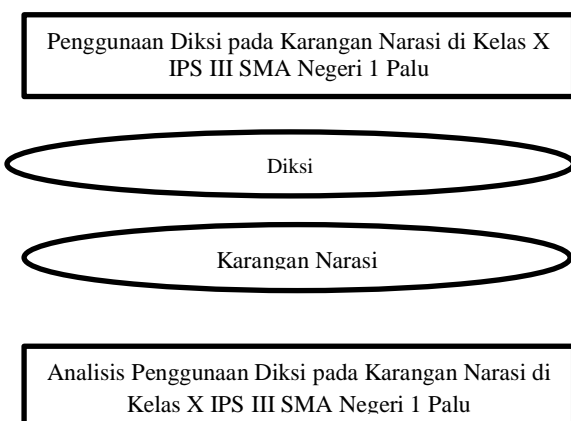 Penggunaan Diksi pada Karangan Narasi di Kelas X
IPS III SMA Negeri 1 Palu
Diksi
Karangan Narasi
Analisis Penggunaan Diksi pada Karangan Narasi di
Kelas X IPS III SMA Negeri 1 Palu